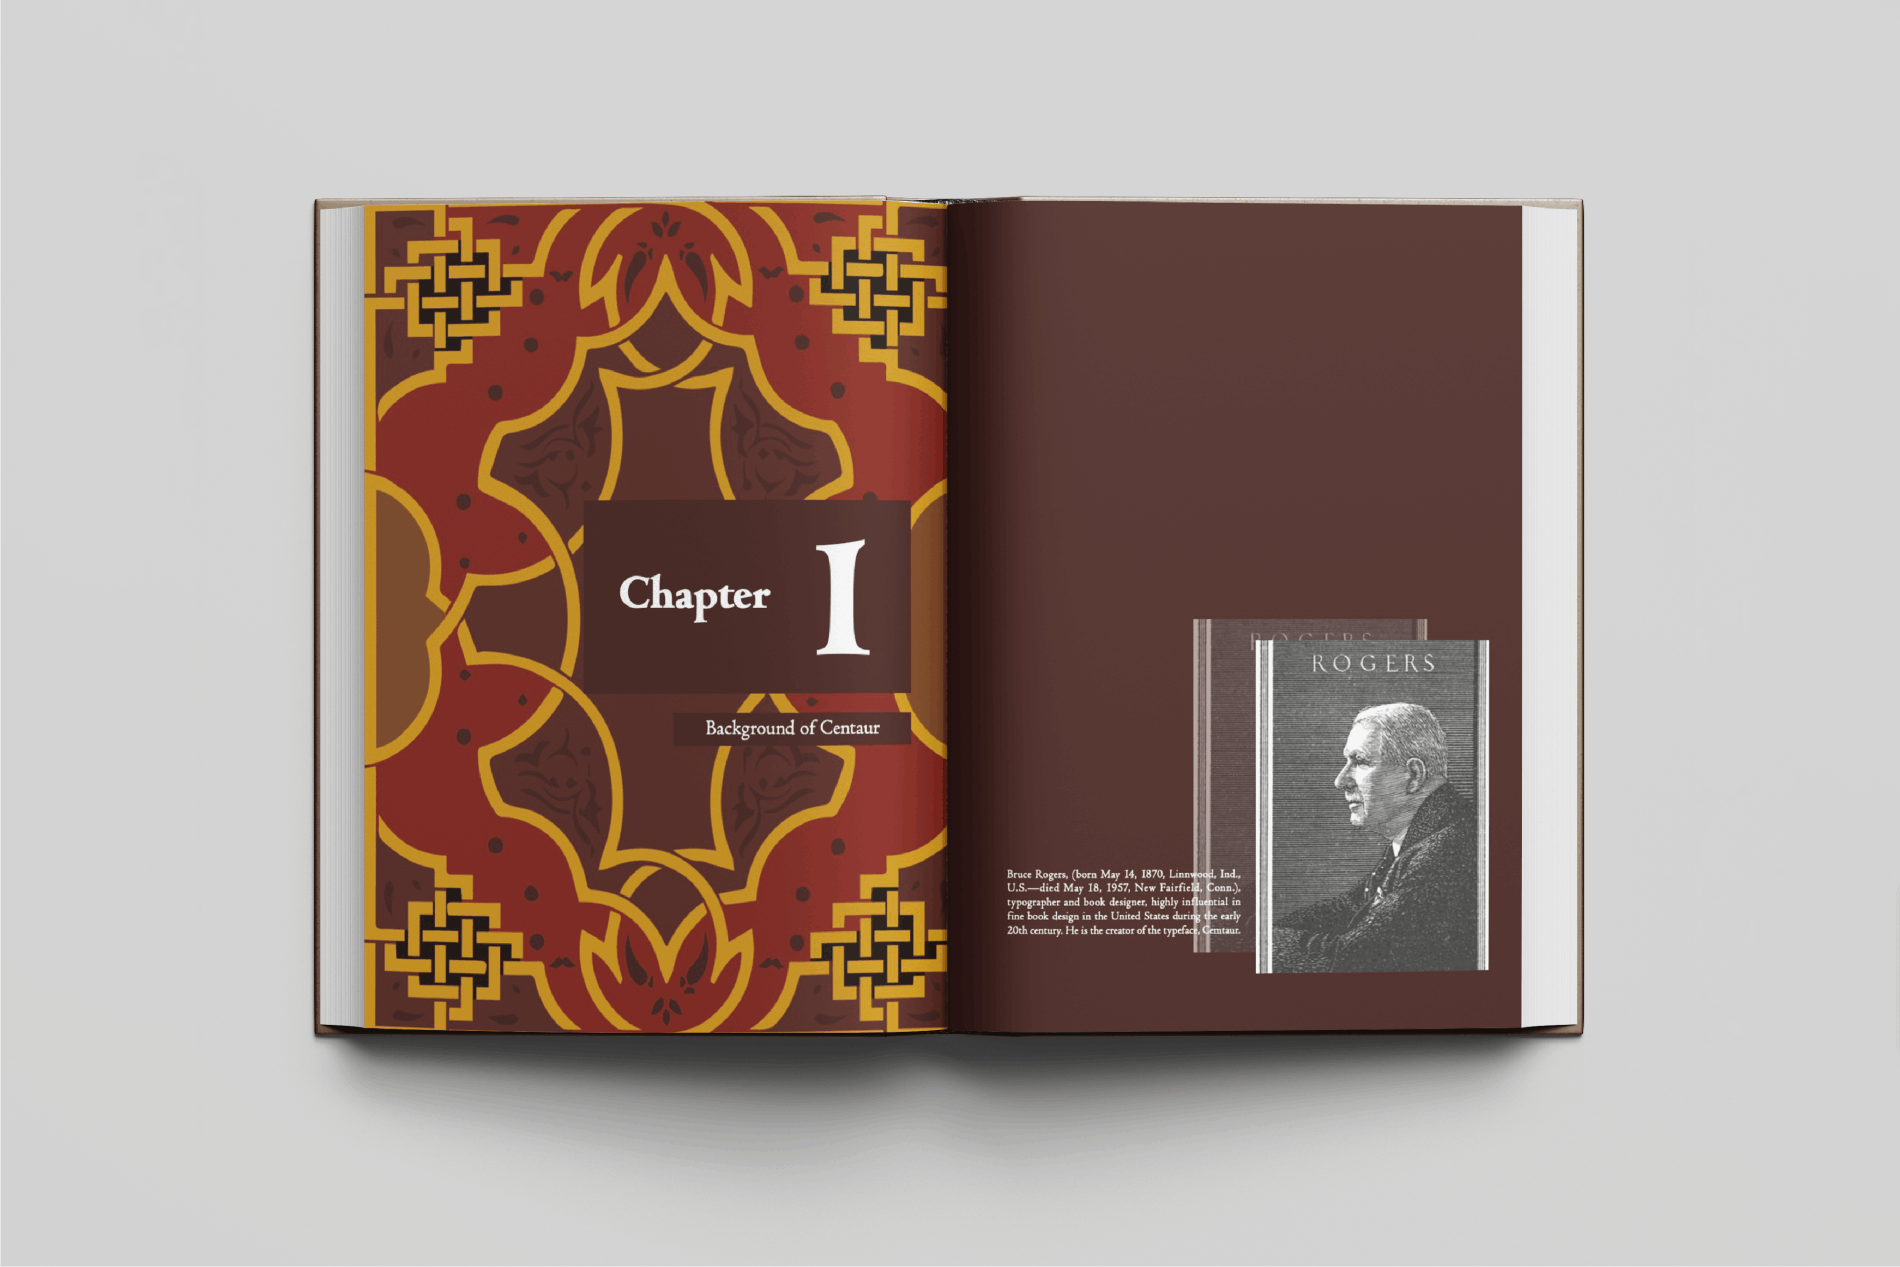 Chapter 1
Background of Centaur
ROGERS
ROGERS
Bruce Rogers, (born May 14, 1870, Linnwood, Ind.,
U.S.—died May 18, 1957, New Fairfield, Conn.),
typographer and book designer, highly influential in
fine book design in the United States during the early
20th century. He is the creator of the typeface, Centaur.